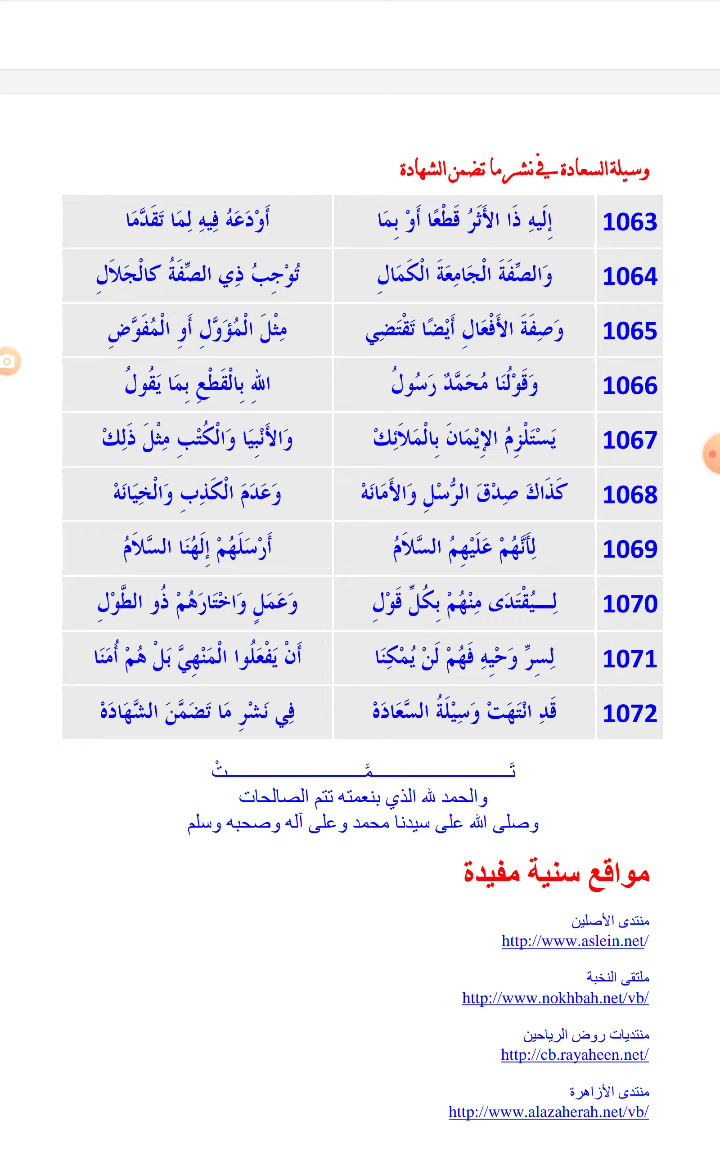 وسيلة السعادة في نشر ما تضمن الشهادة
1063 إِلَيهِ ذَا الأَثَرُ قَطْعًا أَوْ بِمَا أَوْدَعَهُ فِيهِ لِمَا تَقَدَّمَا
1064 وَالصِّفَةَ الْجَامِعَةَ الْكَمَالِ تُوْجِبُ ذِي الصِّفَةُ كالْجَلاَلِ
1065 وَصِفَةَ الأَفْعَالِ أَيْضًا تَقْتَضِي مِثْلَ الْمُؤَوَّلِ أَوِ الْمُفَوَّضِ
1066 وَقَوْلُنَا مُحَمَّدٌ رَسُولُ اللهِ بِالْقَطْعِ بِمَا يَقُولُ
1067 يَسْتَلْزِمُ الإِيْمَانَ بِالْمَلاَئِكْ وَالأَنْبِيَا وَالْكُتْبِ مِثْلَ ذَلِكْ
1068 كَذَاكَ صِدْقَ الرُّسْلِ وَالأَمَانَهْ وَعَدَمَ الْكَذِبِ وَالْخِيَانَهْ
1069 لِأَنَّهُمْ عَلَيْهِمُ السَّلاَمُ أَرْسَلَهُمْ إِلَهُنَا السَّلاَمُ
1070 لِـــيُقْتَدَى مِنْهُمْ بِكُلِّ قَوْلِ وَعَمَلٍ وَاخْتَارَهُمْ ذُو الطَّوْلِ
1071 لِسِرِّ وَحْيِهِ فَهُمْ لَنْ يُمْكِنَا أَنْ يَفْعَلُوا الْمَنْهِيَّ بَلْ هُمْ أُمَنَا
1072 قَدِ انْتَهَتْ وَسِيْلَةُ السَّعَادَهْ فِي نَشْرِ مَا تَضَمَّنَ الشَّهَادَهْ
تَـــــــــــــــــمَّـــــــــــــــــتْ
والحمد لله الذي بنعمته تتم الصالحات
وصلى الله على سيدنا محمد وعلى آله وصحبه وسلم
مواقع سنية مفيدة
منتدى الأصلين
http://www.aslein.net/
ملتقى النخبة
http://www.nokhbah.net/vb/
منتديات روض الرياحين
http://cb.rayaheen.net/
منتدى الأزاهرة
http://www.alazaherah.net/vb/